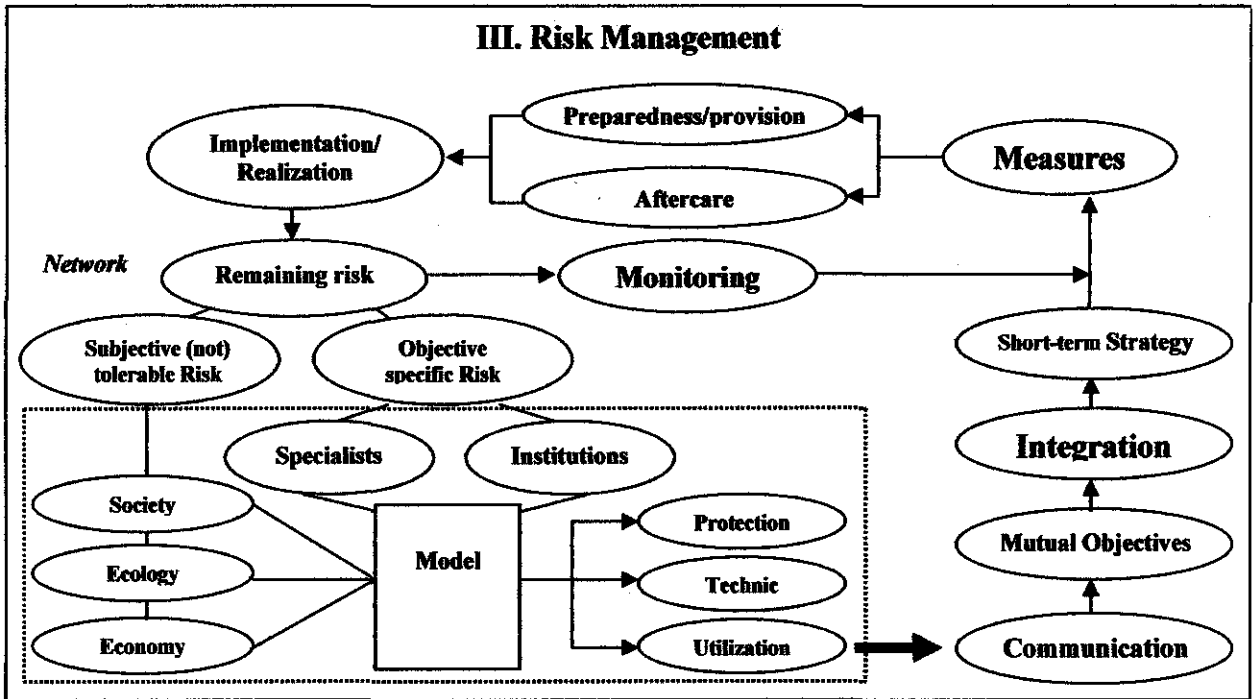 III. Risk Management
Preparedness/provision
Implementation/
Realization
Measures
Aftercare
Network
Remaining risk
Monitoring
Subjective (not)
tolerable Risk
Objective
specific Risk
Short-term Strategy
Specialists
Institutions
Integration
Society
Protection
Mutual Objectives
Model
Ecology
Technic
Economy
Utilization
Communication